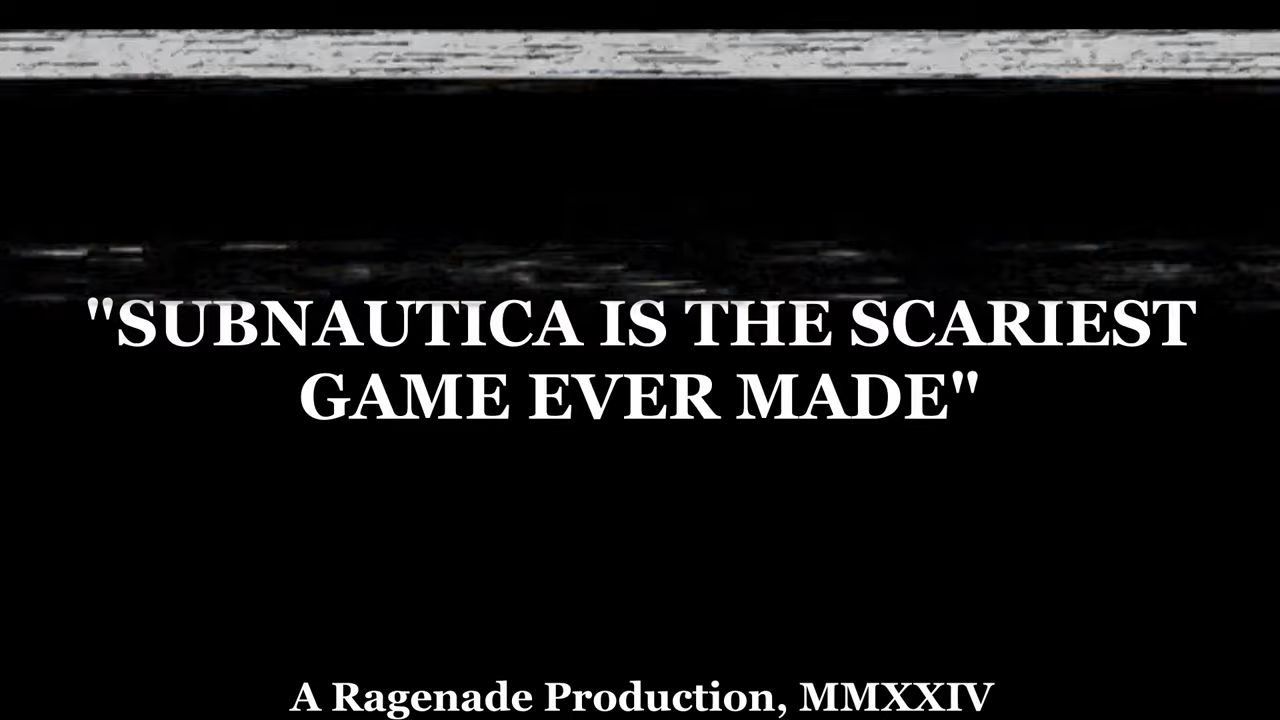 "SUBNAUTICA IS THE SCARIEST
GAME EVER MADE"
A Ragenade Production, MMXXIV